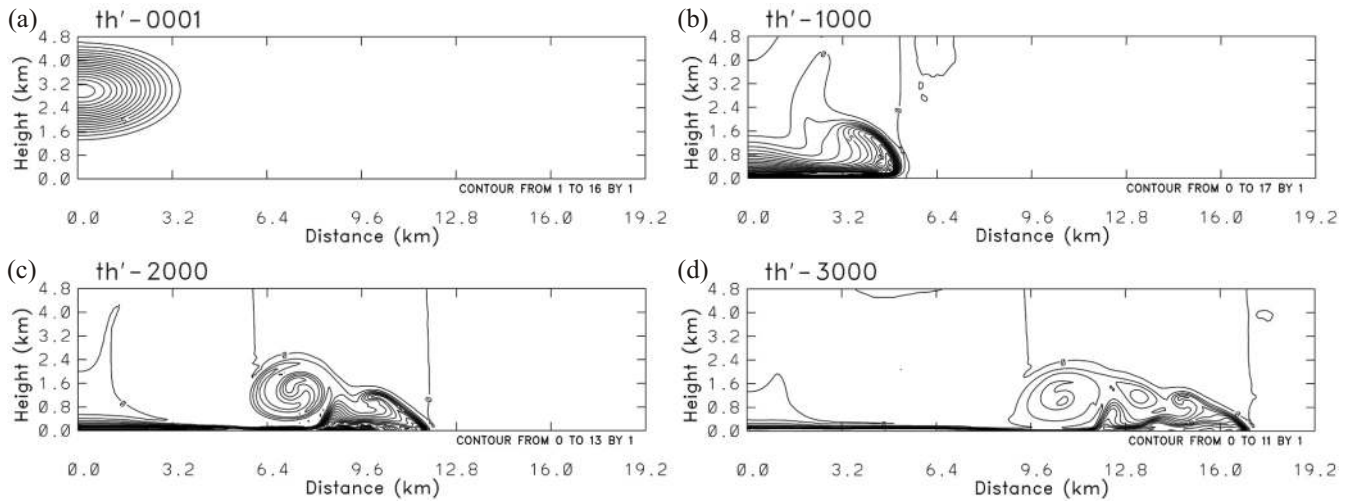 (a) th′-0001
4.8
4.0
3.2
2.4
1.6
0.8
0.0
Height (km)
CONTOUR FROM 1 TO 16 BY 1
0.0 3.2 6.4 9.6 12.8 16.0 19.2
Distance (km)
(b) th′-1000
4.8
4.0
3.2
2.4
1.6
0.8
0.0
Height (km)
CONTOUR FROM 0 TO 17 BY 1
0.0 3.2 6.4 9.6 12.8 16.0 19.2
Distance (km)
(c) th′-2000
4.8
4.0
3.2
2.4
1.6
0.8
0.0
Height (km)
CONTOUR FROM 0 TO 13 BY 1
0.0 3.2 6.4 9.6 12.8 16.0 19.2
Distance (km)
(d) th′-3000
4.8
4.0
3.2
2.4
1.6
0.8
0.0
Height (km)
CONTOUR FROM 0 TO 11 BY 1
0.0 3.2 6.4 9.6 12.8 16.0 19.2
Distance (km)